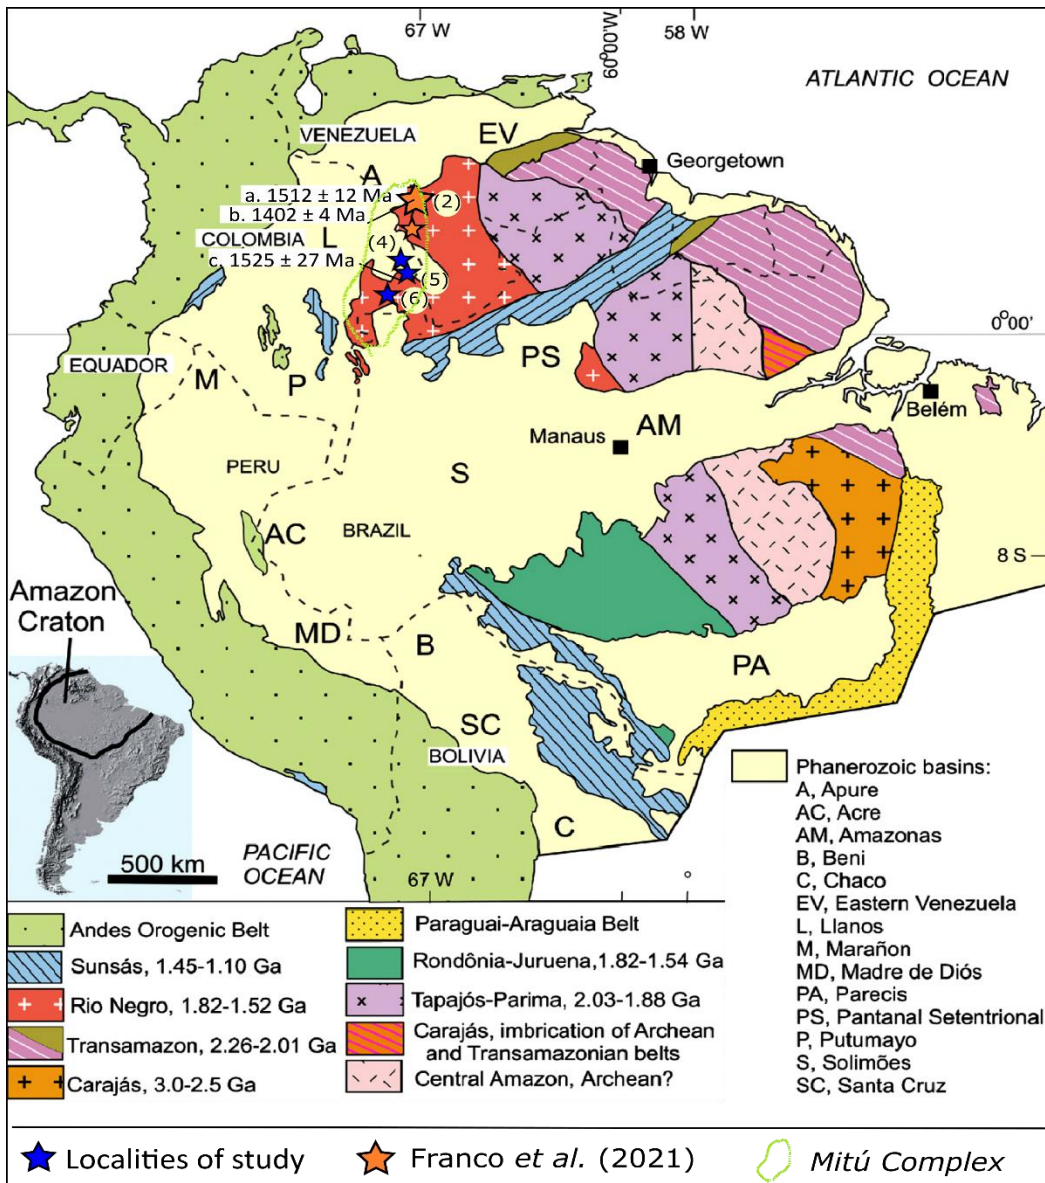 67 W
60°00'W
58 W
ATLANTIC OCEAN
VENEZUELA
EV
Georgetown
A
a. 1512 ± 12 Ma
(2)
b. 1402 ± 4 Ma
COLOMBIA
L
(4)
c. 1525 ± 27 Ma
(5)
(6)
0°00'
EQUADOR
M
P
PS
Belém
AM
Manaus
PERU
S
AC
BRAZIL
8 S
Amazon
Craton
MD
B
PA
SC
BOLIVIA
C
500 km
PACIFIC
OCEAN
67 W
Phanerozoic basins:
A, Apure
AC, Acre
AM, Amazonas
B, Beni
C, Chaco
EV, Eastern Venezuela
L, Llanos
M, Marañon
MD, Madre de Diós
PA, Parecis
PS, Pantanal Setentrional
P, Putumayo
S, Solimões
SC, Santa Cruz
Andes Orogenic Belt
Sunsás, 1.45-1.10 Ga
Rio Negro, 1.82-1.52 Ga
Transamazon, 2.26-2.01 Ga
Carajás, 3.0-2.5 Ga
Paraguai-Araguaia Belt
Rondônia-Juruena,1.82-1.54 Ga
Tapajós-Parima, 2.03-1.88 Ga
Carajás, imbrication of Archean
and Transamazonian belts
Central Amazon, Archean?
Localities of study
Franco et al. (2021)
Mitú Complex